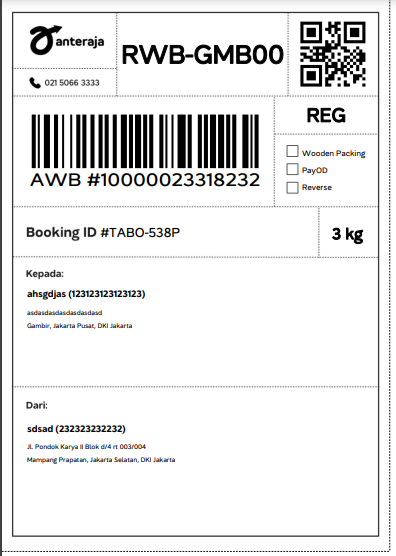 anteraja
021 5066 3333
RWB-GMB00
REG
Wooden Packing
PayOD
Reverse
AWB #10000023318232
Booking ID #TABO-538P
3 kg
Kepada:
ahsgdjas (123123123123123)
asdasdasdasdasdasdasd
Gambir, Jakarta Pusat, DKI Jakarta
Dari:
sdsad (232323232232)
Jl. Pondok Karya II Blok d/4 rt 003/004
Mampang Prapatan, Jakarta Selatan, DKI Jakarta